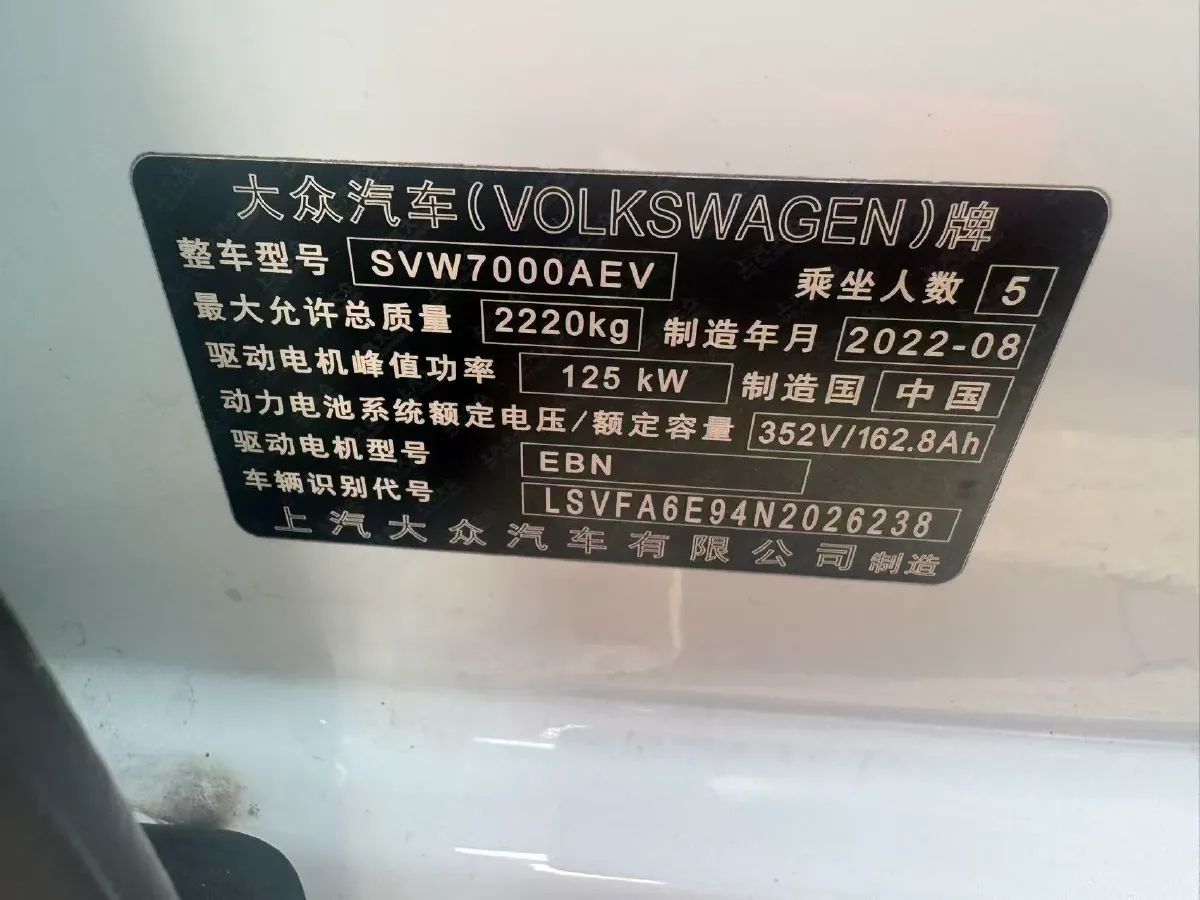 大众汽车(VOLKSWAGEN)牌
整车型号 SVW7000AEV 乘坐人数 5
最大允许总质量 2220kg 制造年月 2022-08
驱动电机峰值功率 125 kW 制造国 中国
动力电池系统额定电压/额定容量 352V/162.8Ah
驱动电机型号 EBN
车辆识别代号 LSVFA6E94N2026238
上汽大众汽车有限公司制造